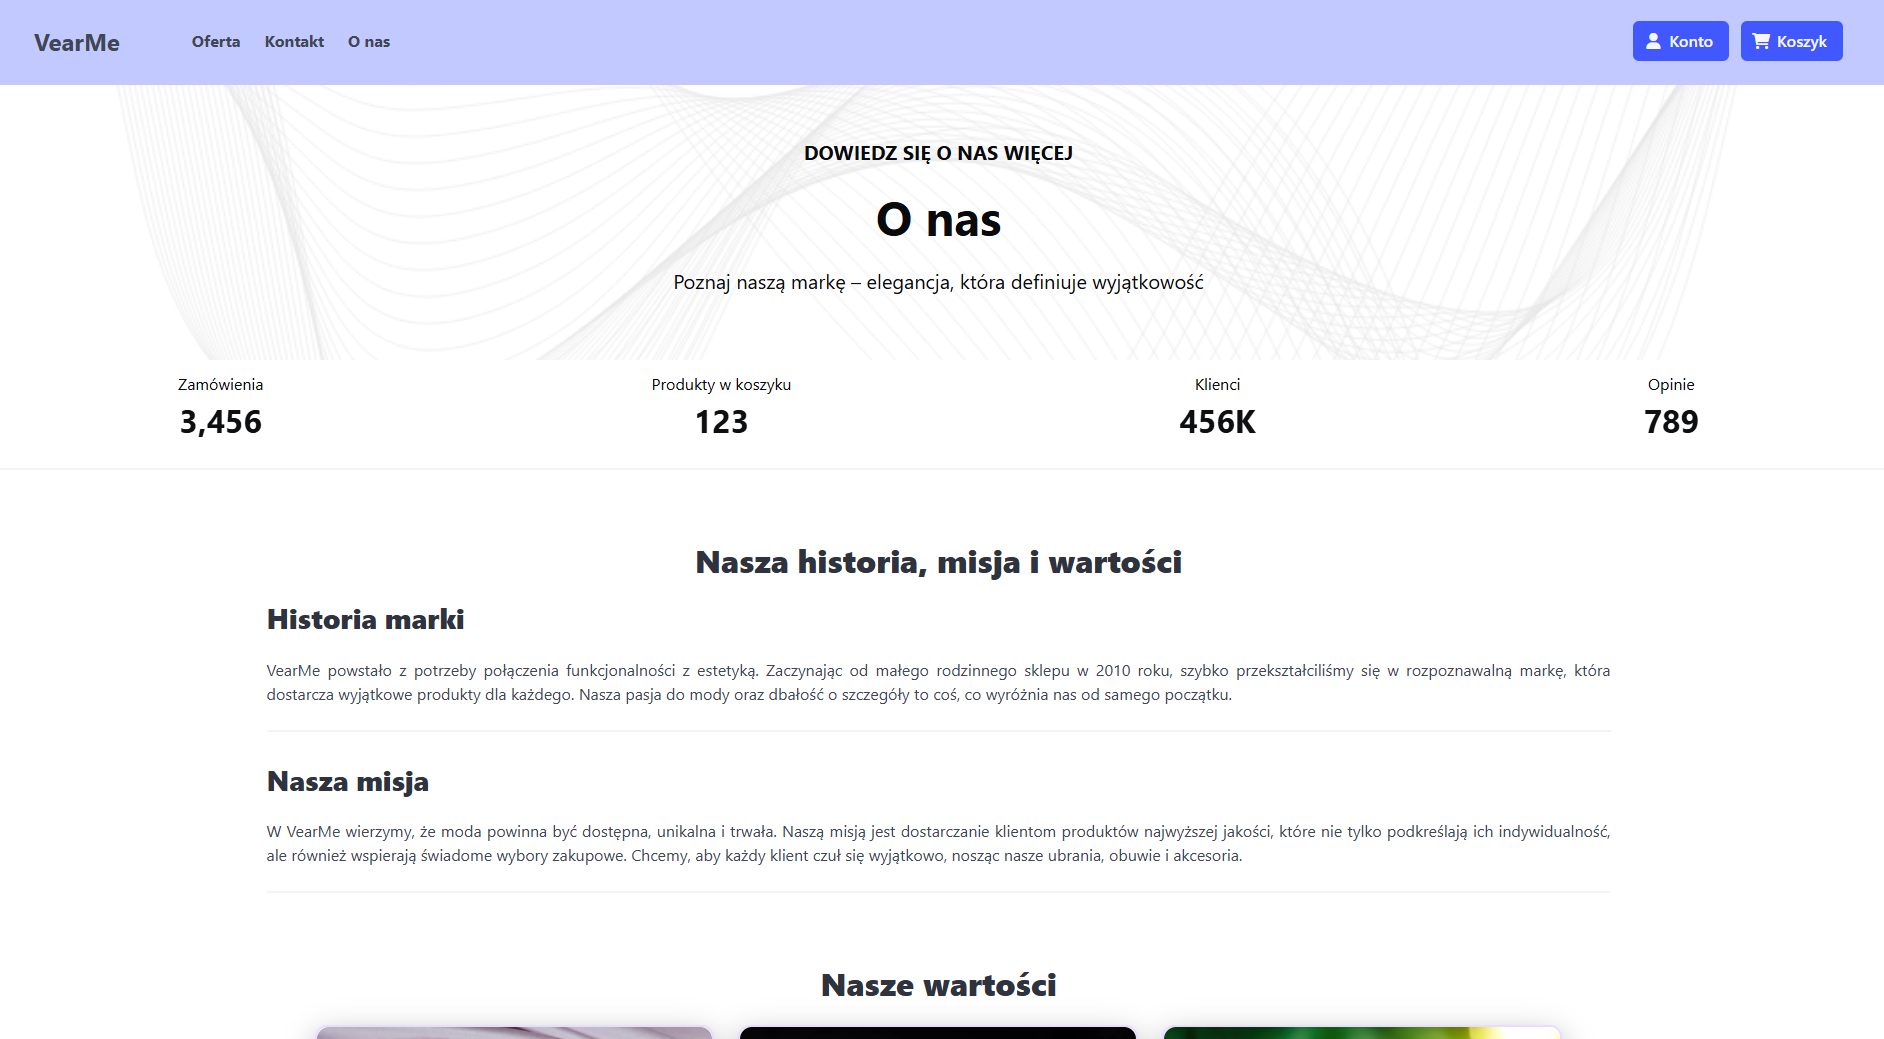 VearMe
Oferta
Kontakt
O nas
Konto
Koszyk
DOWIEDZ SIĘ O NAS WIĘCEJ
O nas
Poznaj naszą markę – elegancja, która definiuje wyjątkowość
Zamówienia
3,456
Produkty w koszyku
123
Klienci
456K
Opinie
789
Nasza historia, misja i wartości
Historia marki
VearMe powstało z potrzeby połączenia funkcjonalności z estetyką. Zaczynając od małego rodzinnego sklepu w 2010 roku, szybko przekształciliśmy się w rozpoznawalną markę, która
dostarcza wyjątkowe produkty dla każdego. Nasza pasja do mody oraz dbałość o szczegóły to coś, co wyróżnia nas od samego początku.
Nasza misja
W VearMe wierzymy, że moda powinna być dostępna, unikalna i trwała. Naszą misją jest dostarczanie klientom produktów najwyższej jakości, które nie tylko podkreślają ich indywidualność,
ale również wspierają świadome wybory zakupowe. Chcemy, aby każdy klient czuł się wyjątkowo, nosząc nasze ubrania, obuwie i akcesoria.
Nasze wartości